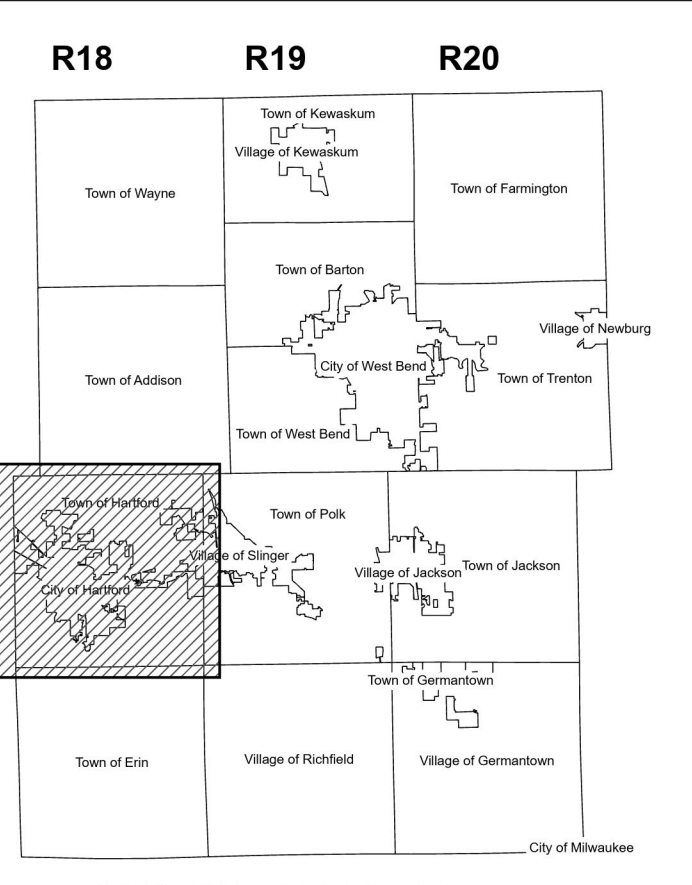 R18 R19 R20
Town of Kewaskum
Village of Kewaskum
Town of Wayne
Town of Farmington
Town of Barton
Village of Newburg
City of West Bend
Town of Addison
Town of Trenton
Town of West Bend
Town of Hartford
Town of Polk
Village of Slinger
Village of Jackson
Town of Jackson
City of Hartford
Town of Germantown
Town of Erin
Village of Richfield
Village of Germantown
City of Milwaukee